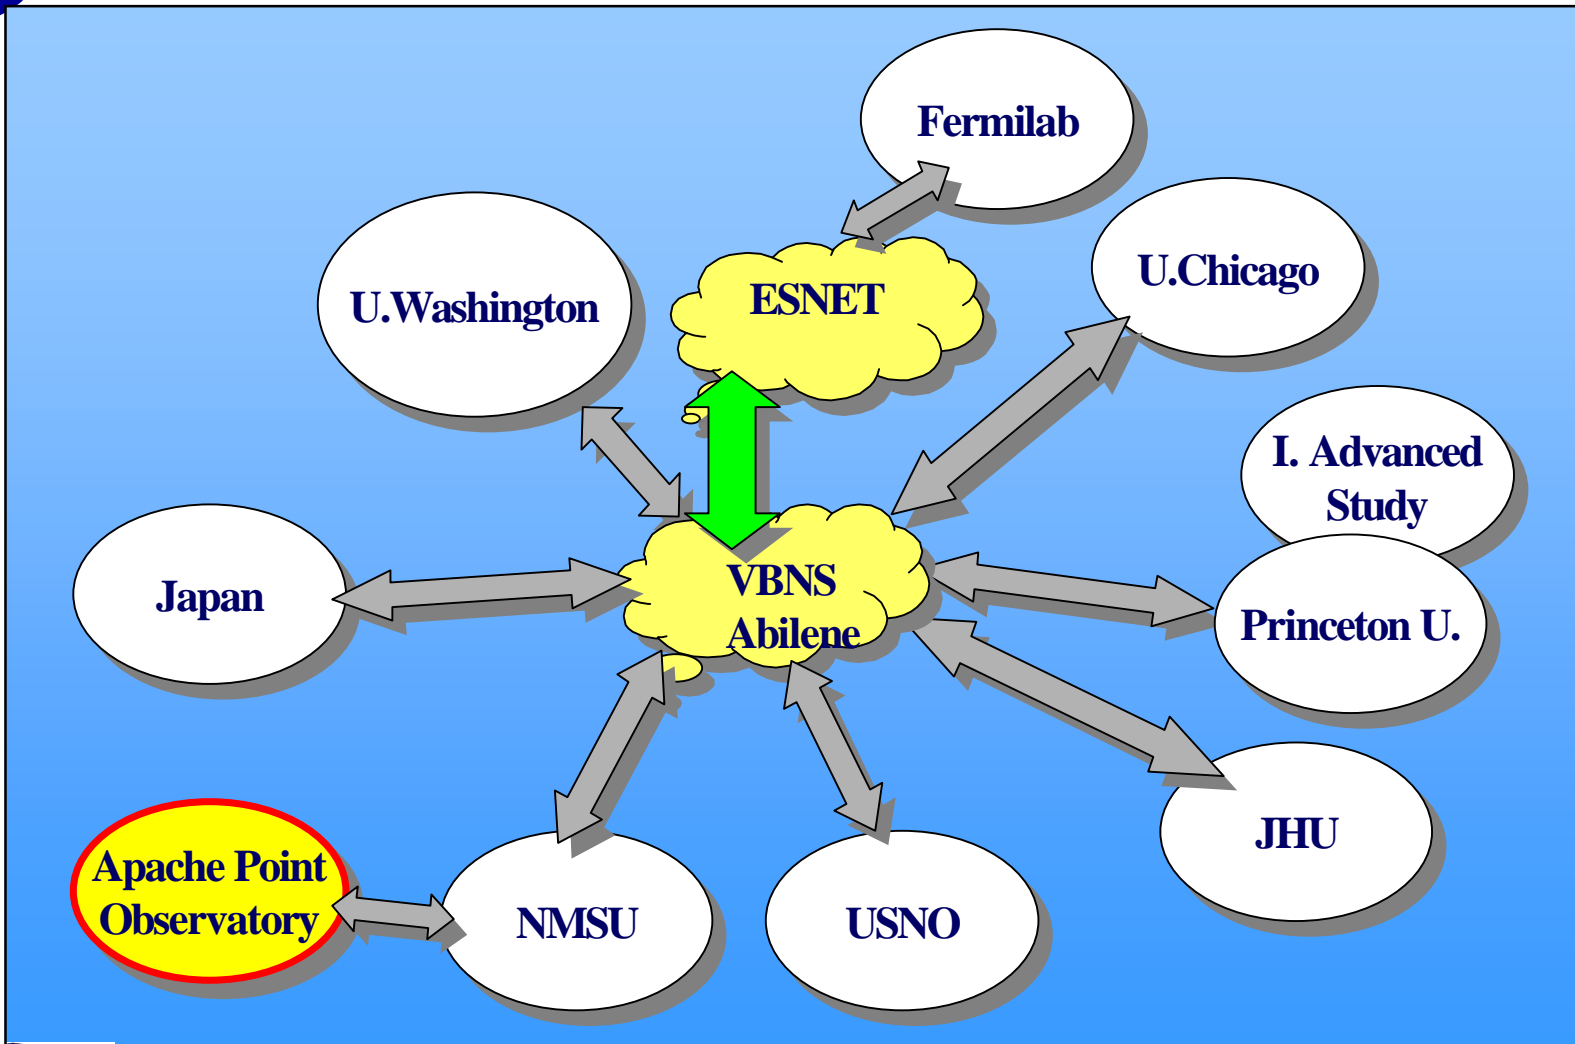 Fermilab
U.Chicago
ESNET
U.Washington
I. Advanced
Study
VBNS
Abilene
Japan
Princeton U.
JHU
Apache Point
Observatory
NMSU
USNO